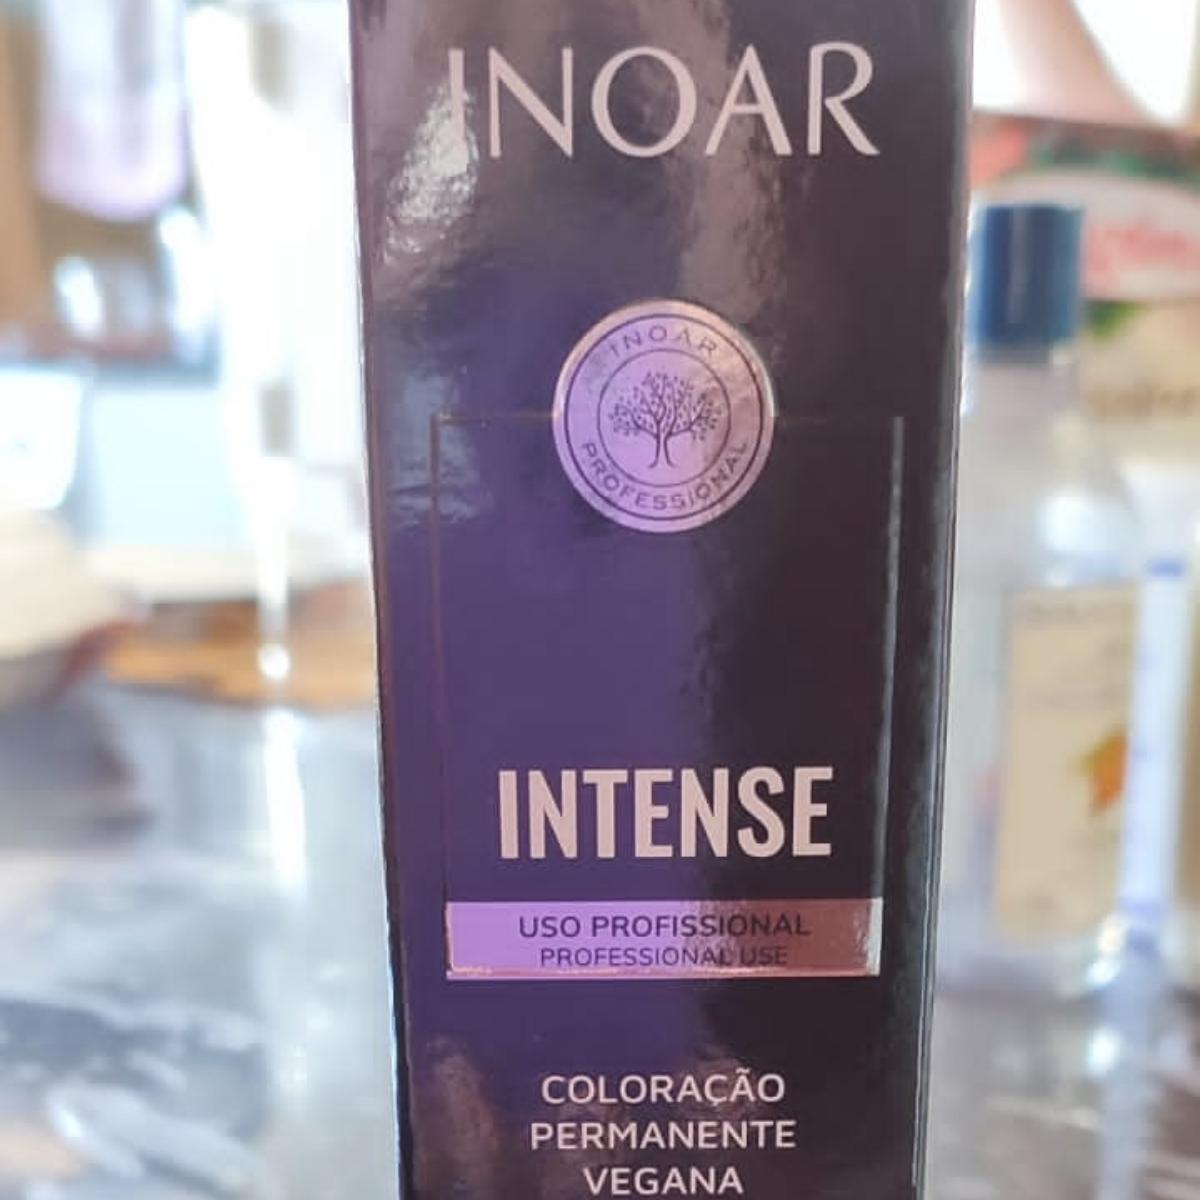 INOAR
INOAR
PROFESSIONAL
INTENSE
USO PROFISSIONAL
PROFESSIONAL USE
COLORAÇÃO
PERMANENTE
VEGANA